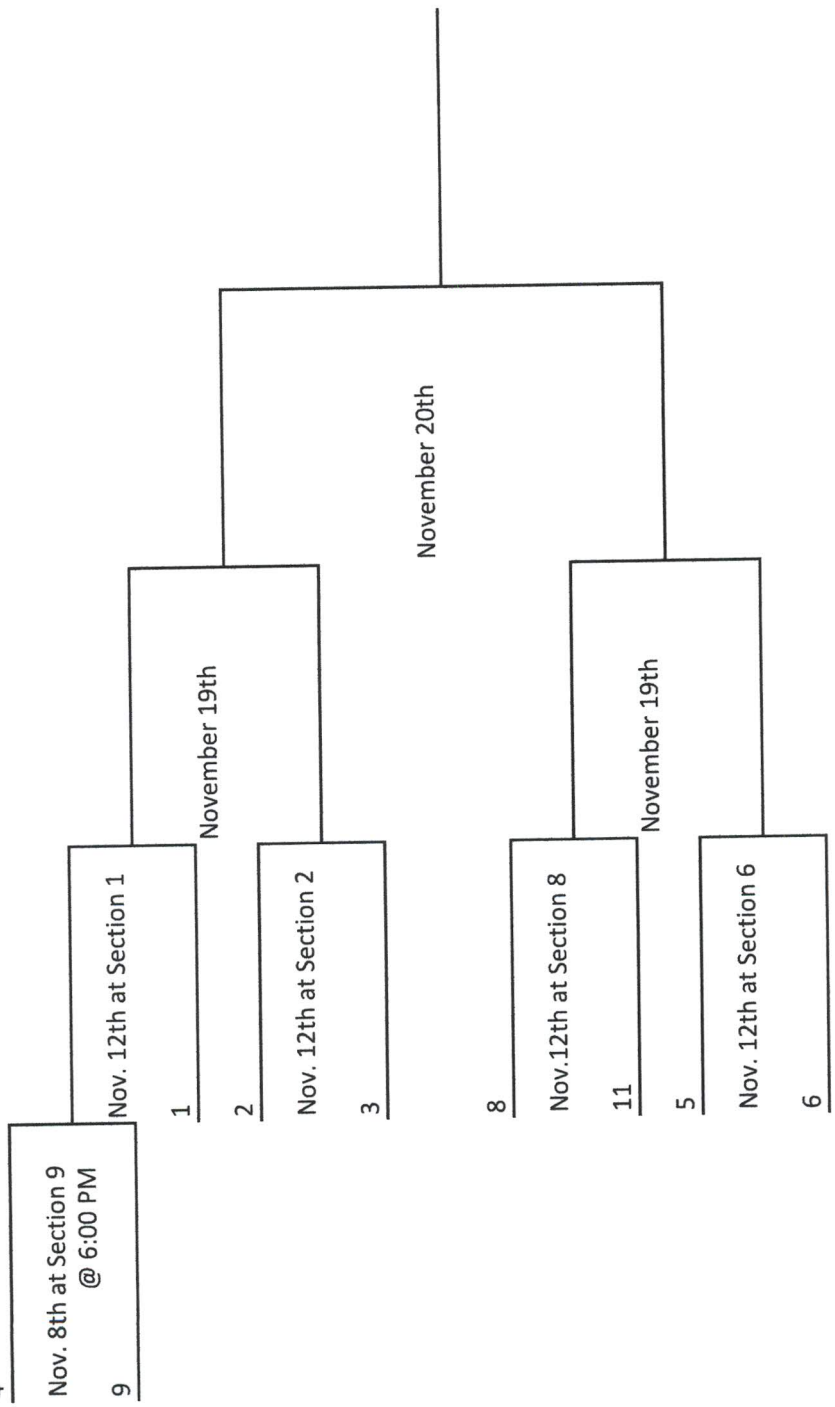 Nov. 8th at Section 9
@ 6:00 PM
9
Nov. 12th at Section 1
1
2
Nov. 12th at Section 2
3
November 19th
8
Nov.12th at Section 8
11
5
Nov. 12th at Section 6
6
November 19th
November 20th